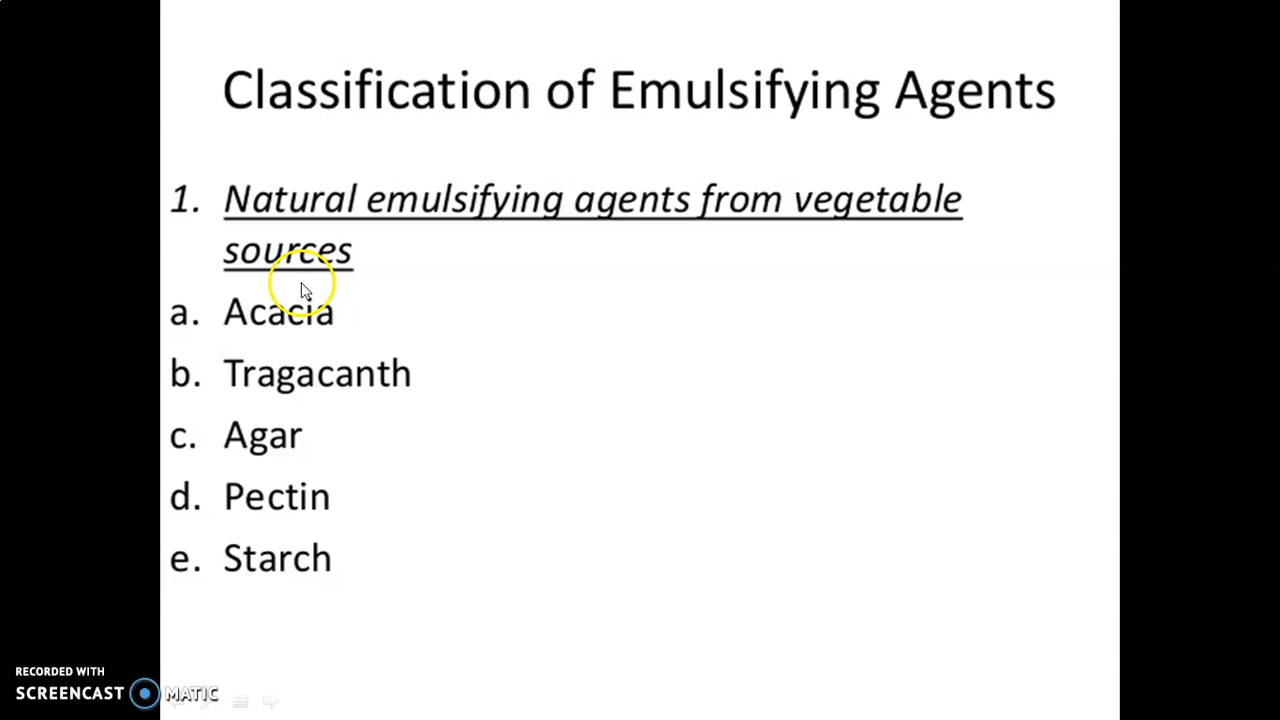 Classification of Emulsifying Agents
1. Natural emulsifying agents from vegetable
sources
a. Acacia
b. Tragacanth
c. Agar
d. Pectin
e. Starch
RECORDED WITH
SCREENCAST MATIC